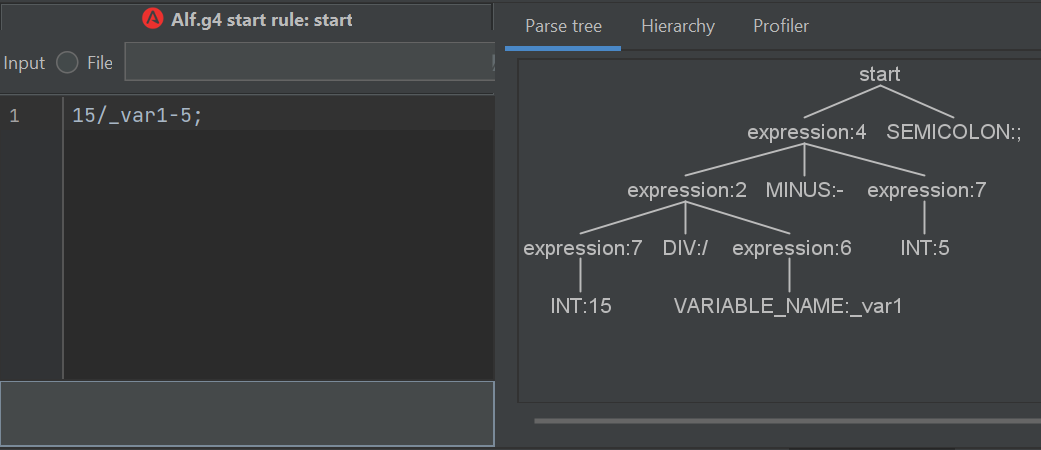 Alf.g4 start rule: start
Input File
1 15/_var1-5;
Parse tree Hierarchy Profiler
start
expression:4 SEMICOLON:;
expression:2 MINUS:- expression:7
expression:7 DIV:/ expression:6 INT:5
INT:15 VARIABLE_NAME:_var1